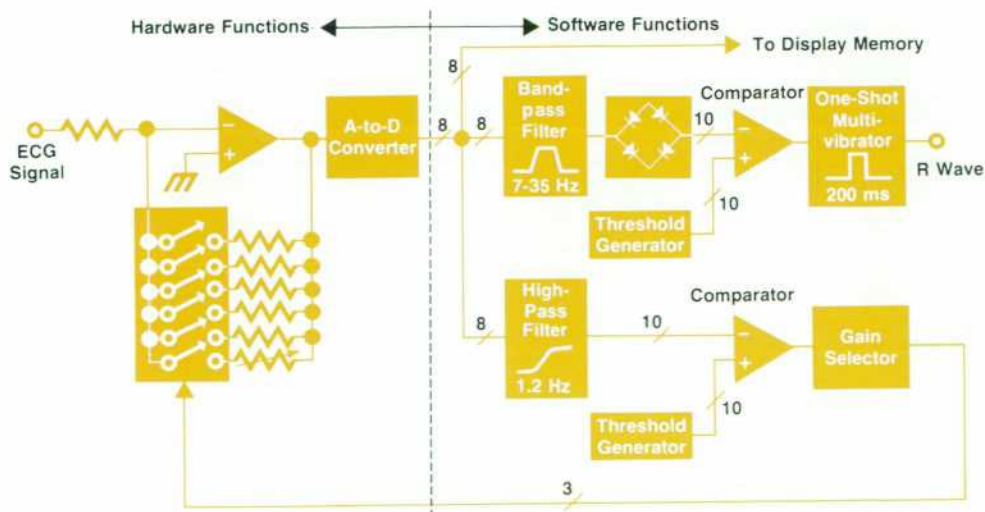 Hardware Functions
Software Functions
To Display Memory
8
Band-
pass
Filter
7-35 Hz
10
Comparator
One-Shot
Multi-
vibrator
200 ms
A-to-D
Converter
8
8
−
+
−
+
ECG
Signal
R Wave
10
Threshold
Generator
High-
Pass
Filter
1.2 Hz
8
10
Comparator
−
+
Gain
Selector
10
Threshold
Generator
3